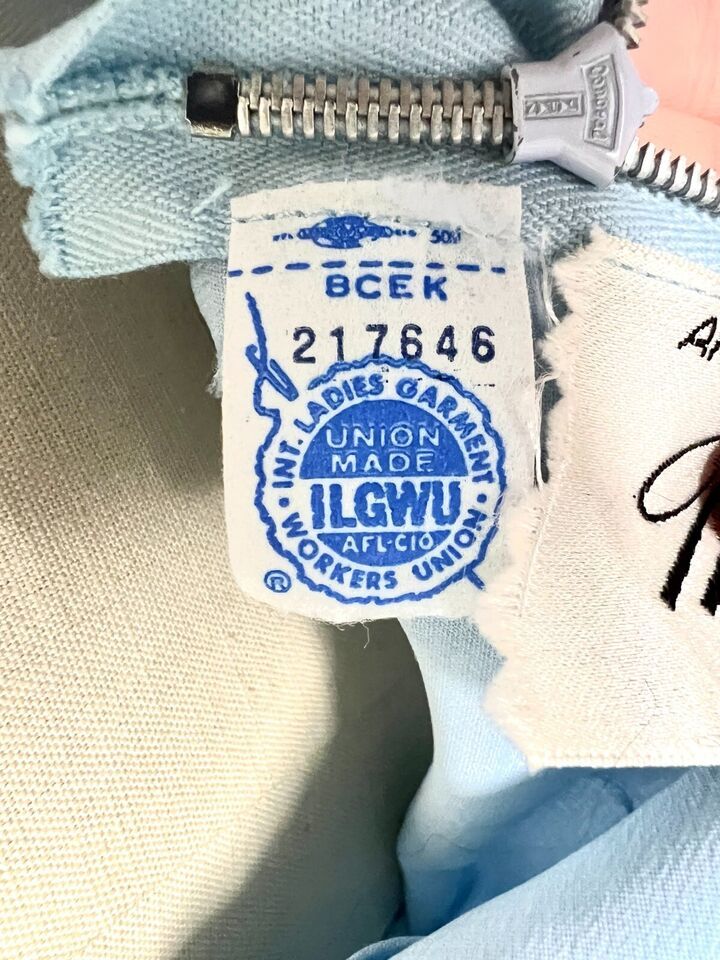 BCEK
217646
INT. LADIES GARMENT
UNION
MADE
ILGWU
AFL-CIO
WORKERS UNION
®